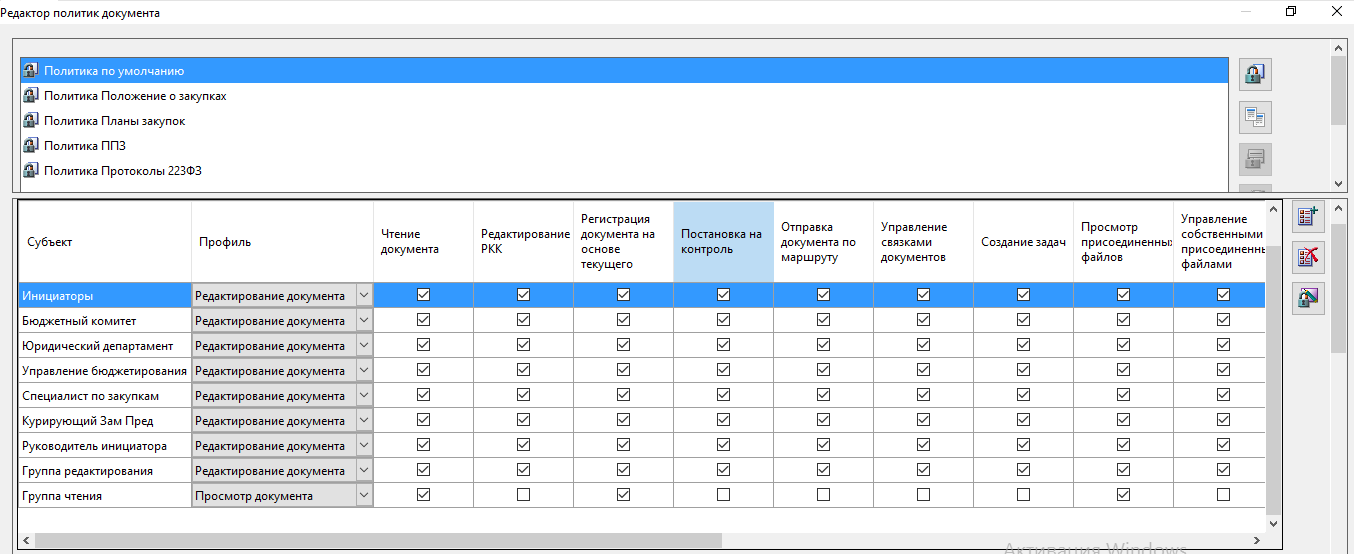 Редактор политик документа
Политика по умолчанию
Политика Положение о закупках
Политика Планы закупок
Политика ППЗ
Политика Протоколы 223ФЗ
Субъект
Профиль
Чтение
документа
Редактирование
РКК
Регистрация
документа на
основе
текущего
Постановка на
контроль
Отправка
документа по
маршруту
Управление
связками
документов
Создание задач
Просмотр
присоединенных
файлов
Управление
собственными
присоединенны
файлами
Инициаторы Редактирование документа
Бюджетный комитет Редактирование документа
Юридический департамент Редактирование документа
Управление бюджетирования Редактирование документа
Специалист по закупкам Редактирование документа
Курирующий Зам Пред Редактирование документа
Руководитель инициатора Редактирование документа
Группа редактирования Редактирование документа
Группа чтения Просмотр документа
Активация Windows